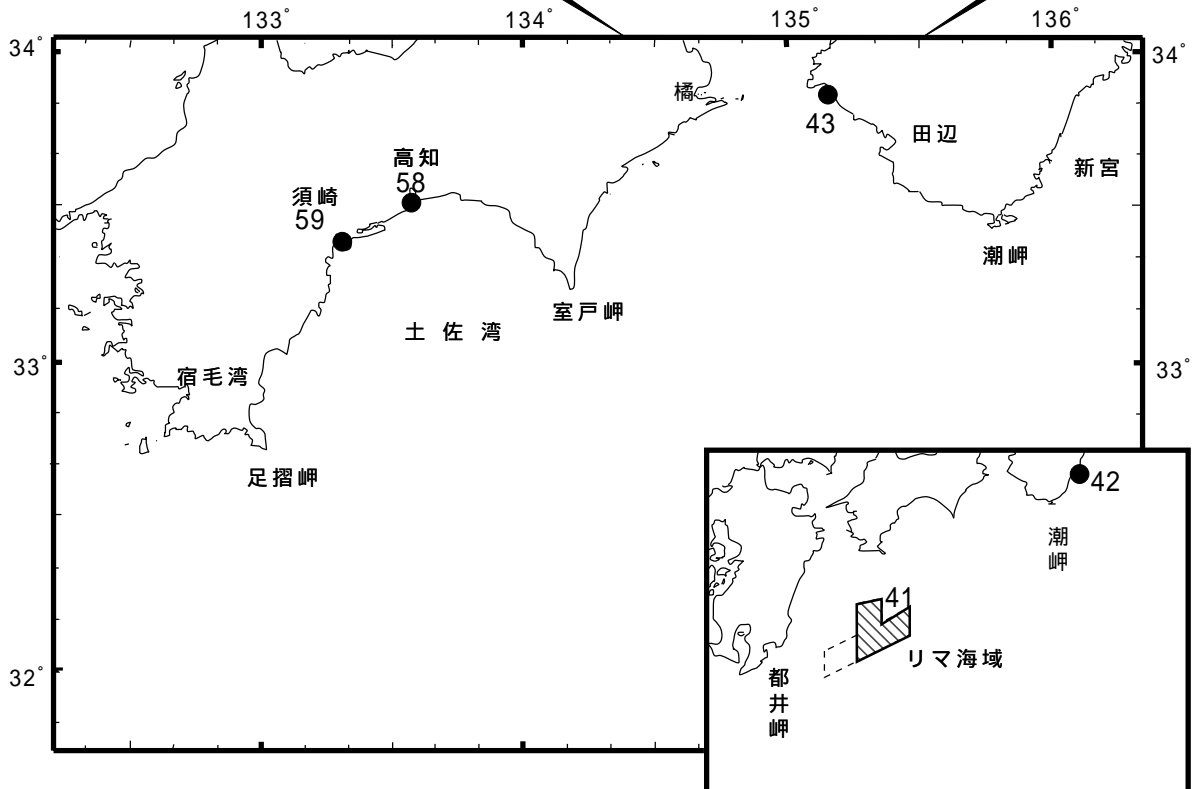 133°
134°
135°
136°
34°
34°
橘
43
田辺
高知
58
新宮
須崎
59
潮岬
室戸岬
土佐湾
33°
33°
宿毛湾
足摺岬
42
潮岬
41
リマ海域
32°
都井岬